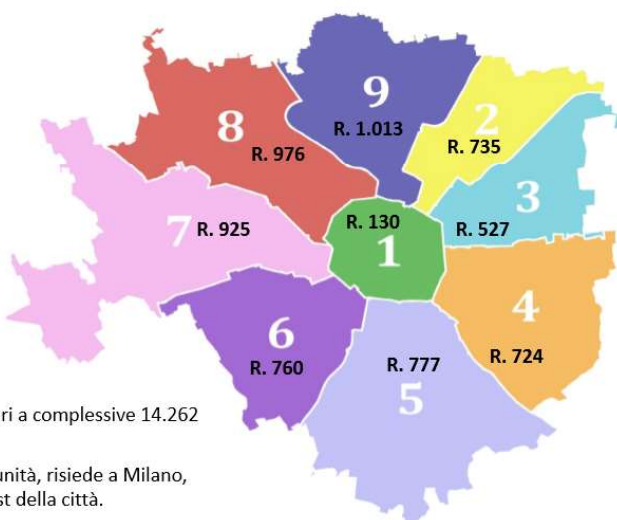 9
R. 1.013
2
R. 735
8
R. 976
3
R. 527
7 R. 925
R. 130
1
4
R. 724
6
R. 760
R. 777
5
ri a complessive 14.262
unità, risiede a Milano,
st della città.